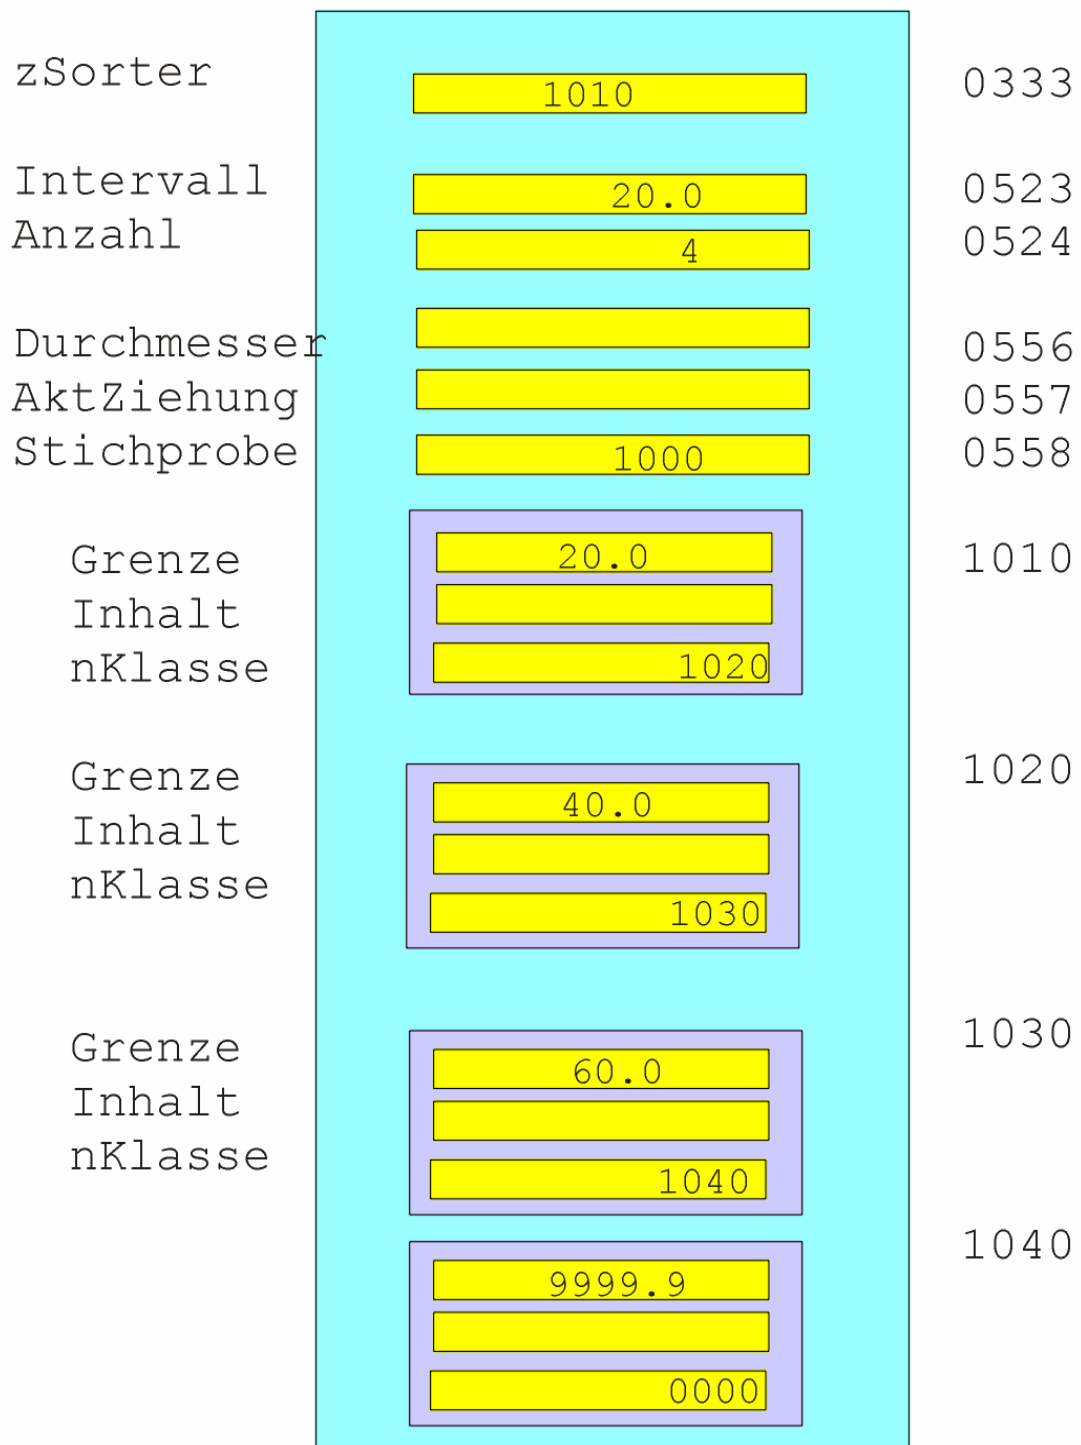 zSorter 1010 0333
Intervall 20.0 0523
Anzahl 4 0524
Durchmesser 0556
AktZiehung 0557
Stichprobe 1000 0558
Grenze 20.0 1010
Inhalt
nKlasse 1020
Grenze 40.0 1020
Inhalt
nKlasse 1030
Grenze 60.0 1030
Inhalt
nKlasse 1040
1040
9999.9
0000